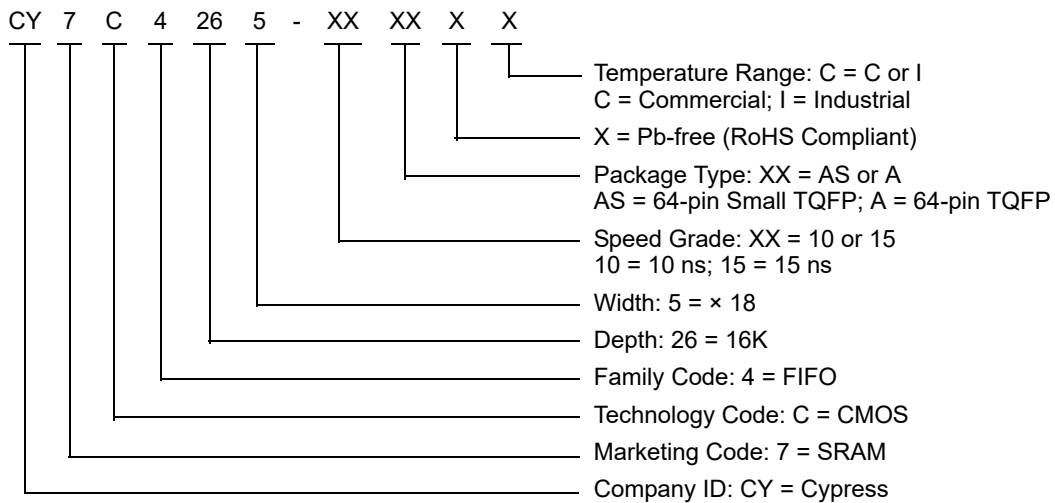 CY 7 C 4 26 5 - XX XX X X
Temperature Range: C = C or I
C = Commercial; I = Industrial
X = Pb-free (RoHS Compliant)
Package Type: XX = AS or A
AS = 64-pin Small TQFP; A = 64-pin TQFP
Speed Grade: XX = 10 or 15
10 = 10 ns; 15 = 15 ns
Width: 5 = × 18
Depth: 26 = 16K
Family Code: 4 = FIFO
Technology Code: C = CMOS
Marketing Code: 7 = SRAM
Company ID: CY = Cypress